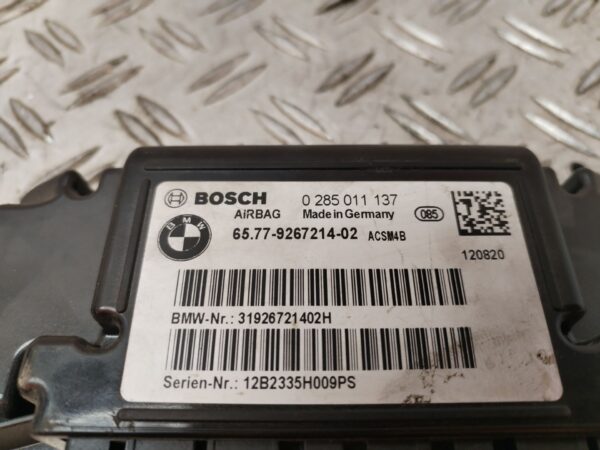 BOSCH 0 285 011 137
AiRBAG Made in Germany 085
BMW 65.77-9267214-02 ACSM4B
120820
BMW-Nr.: 31926721402H
Serien-Nr.: 12B2335H009PS